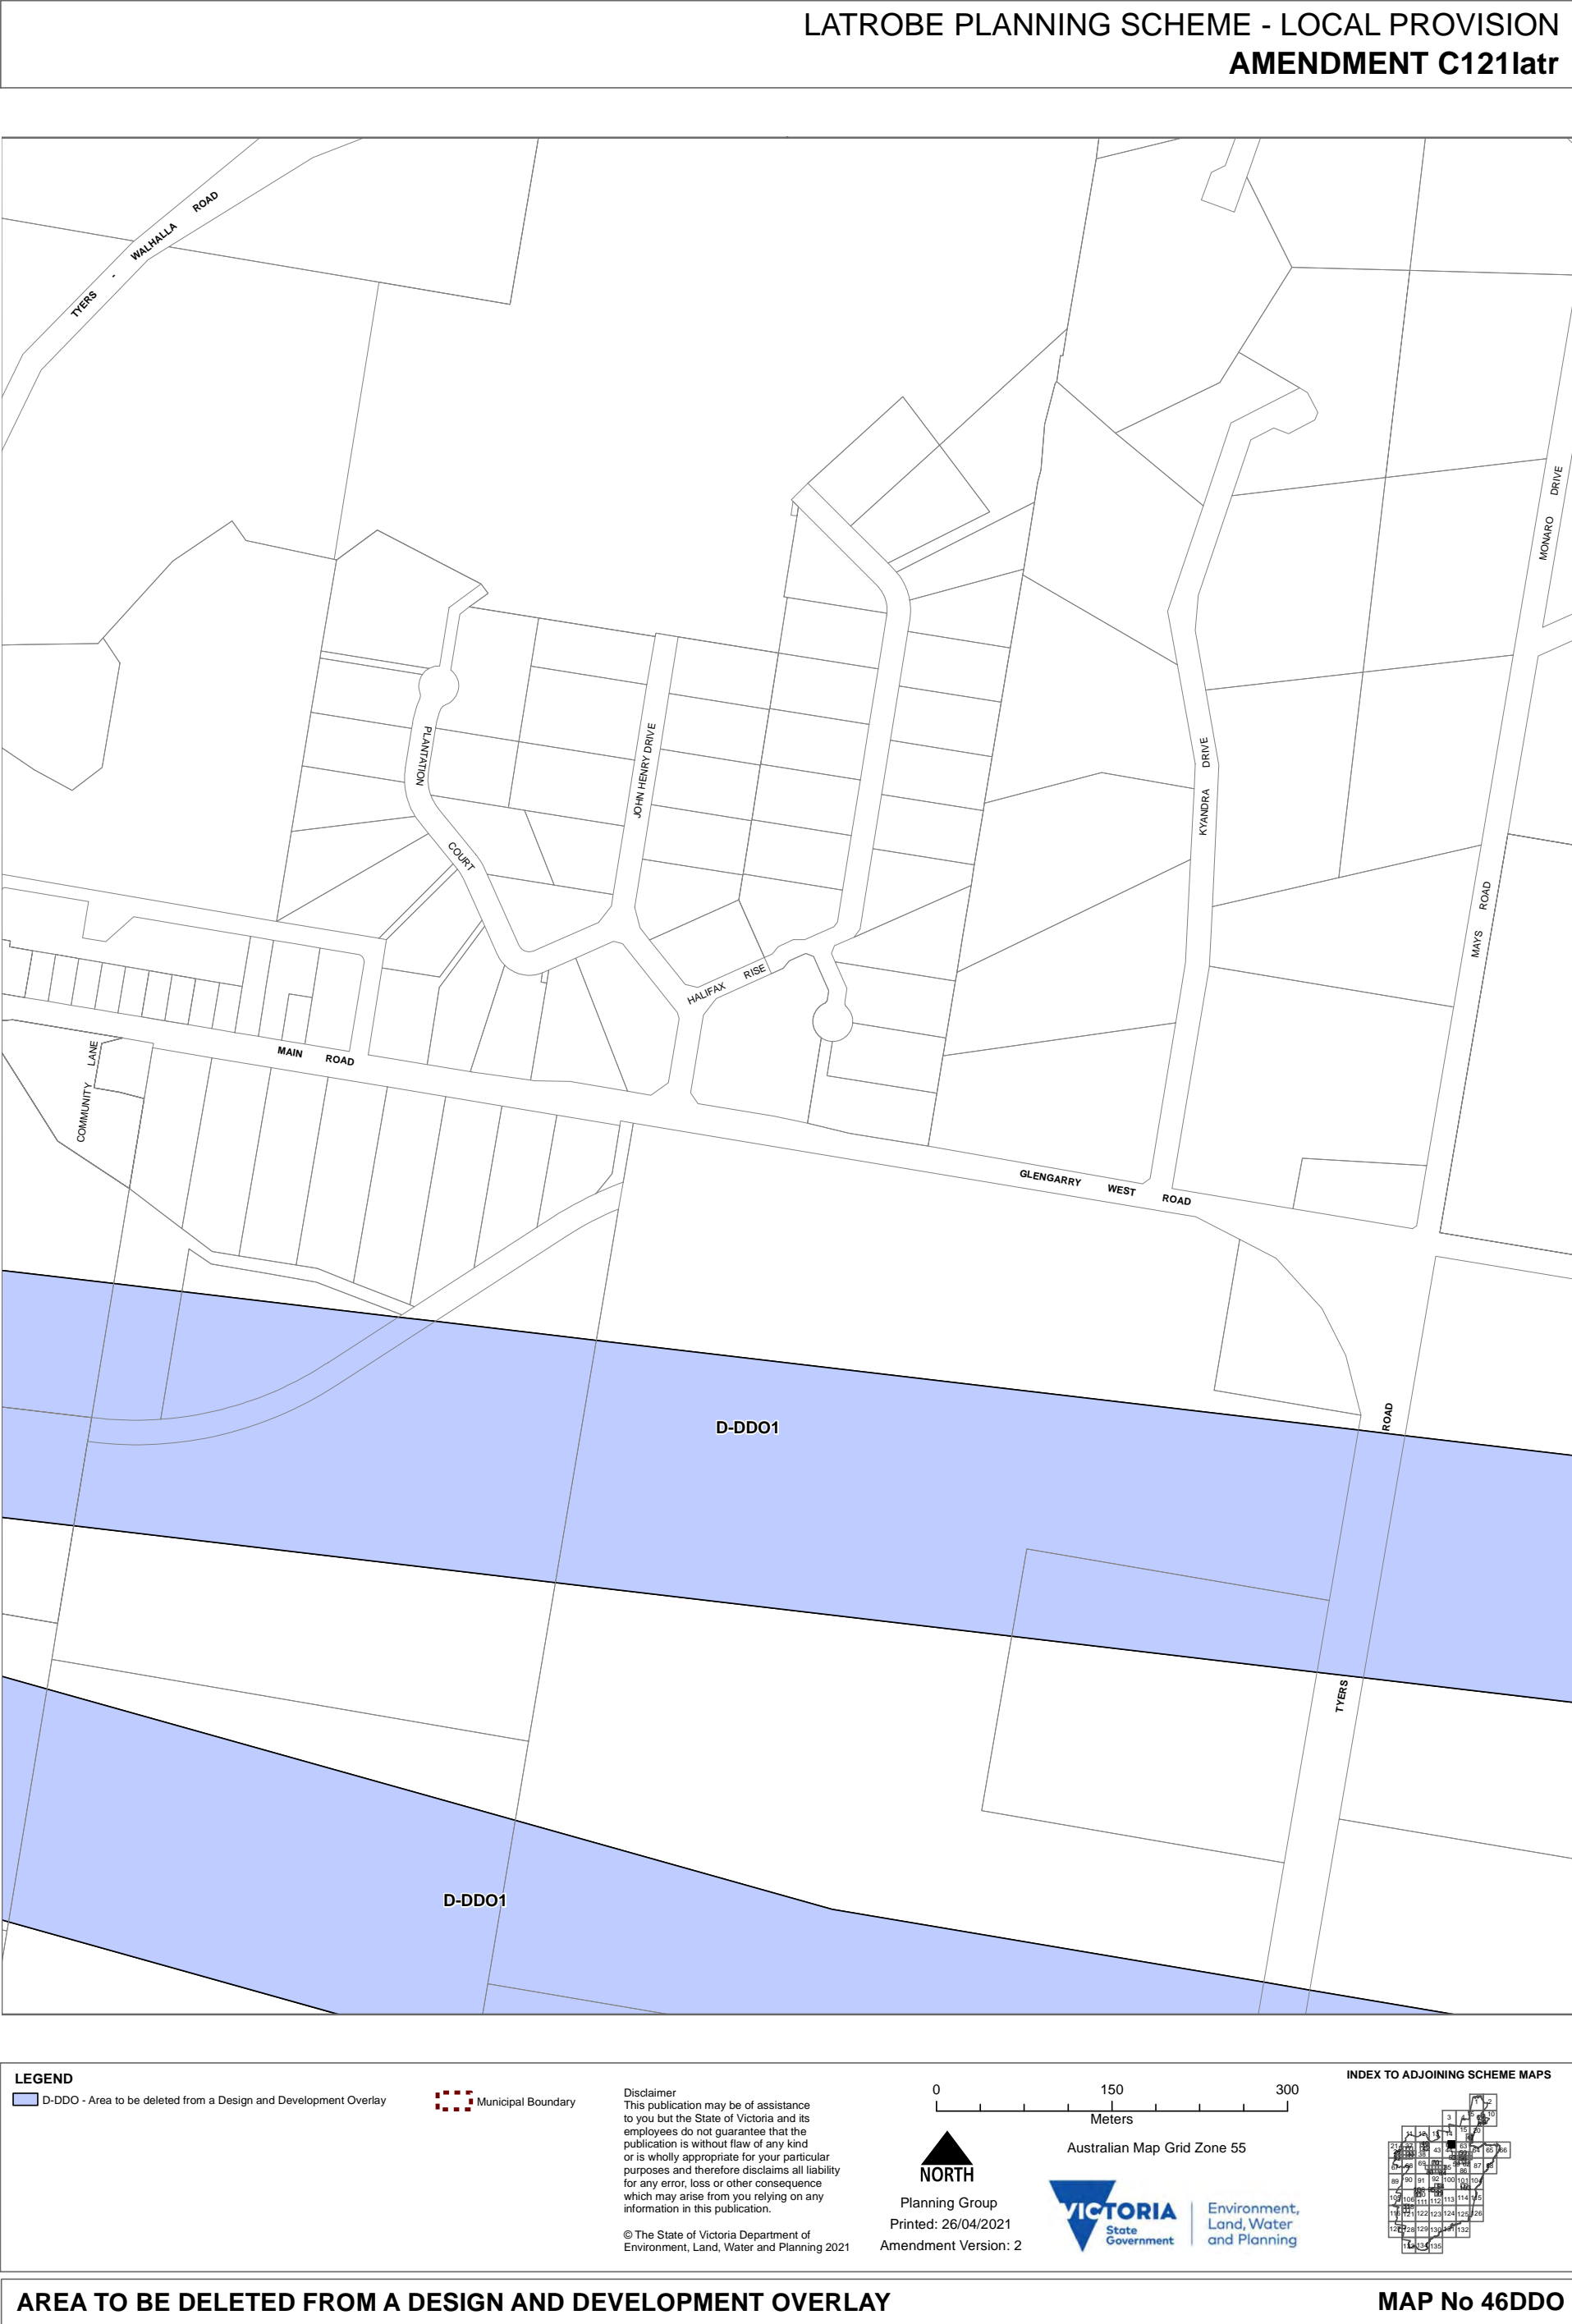 LATROBE PLANNING SCHEME - LOCAL PROVISION
AMENDMENT C121latr
TYERS - WALHALLA ROAD
MONARO DRIVE
PLANTATION COURT
JOHN HENRY DRIVE
KYANDRA DRIVE
MAYS ROAD
HALIFAX RISE
MAIN ROAD
COMMUNITY LANE
GLENGARRY WEST ROAD
D-DDO1
TYERS ROAD
D-DDO1
LEGEND
D-DDO - Area to be deleted from a Design and Development Overlay
Municipal Boundary
Disclaimer
This publication may be of assistance
to you but the State of Victoria and its
employees do not guarantee that the
publication is without flaw of any kind
or is wholly appropriate for your particular
purposes and therefore disclaims all liability
for any error, loss or other consequence
which may arise from you relying on any
information in this publication.
© The State of Victoria Department of
Environment, Land, Water and Planning 2021
0 150 300
Meters
Australian Map Grid Zone 55
NORTH
Planning Group
Printed: 26/04/2021
Amendment Version: 2
VICTORIA
State
Government
Environment,
Land, Water
and Planning
INDEX TO ADJOINING SCHEME MAPS
AREA TO BE DELETED FROM A DESIGN AND DEVELOPMENT OVERLAY
MAP No 46DDO